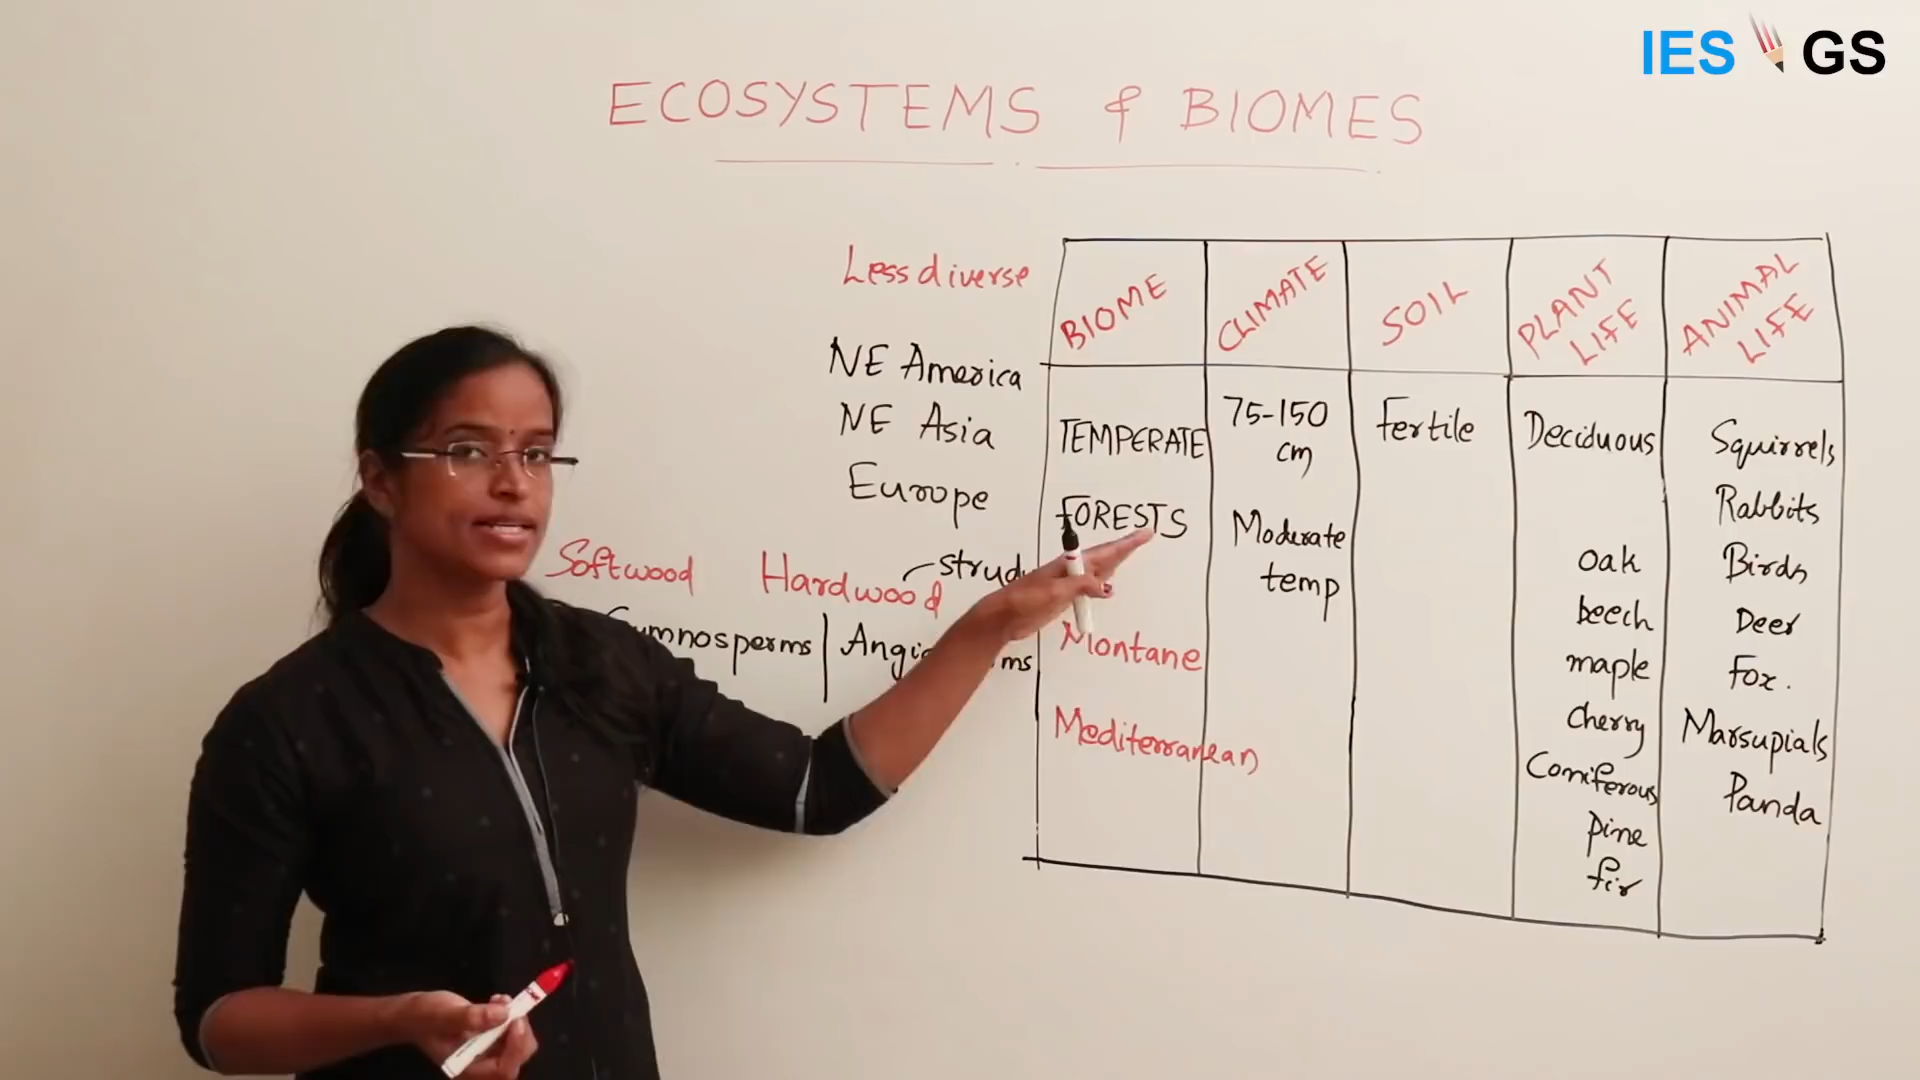 IES GS
ECOSYSTEMS & BIOMES
Less diverse
NE America
NE Asia
Europe
Softwood Hardwood
Gymnosperms
BIOME CLIMATE SOIL PLANT LIFE ANIMAL LIFE
TEMPERATE
FORESTS
Montane
Mediterranean
75-150
cm
Moderate
temp
Fertile
Deciduous
oak
beech
maple
cherry
Coniferous
pine
fir
Squirrels
Rabbits
Birds
Deer
Fox.
Marsupials
Panda